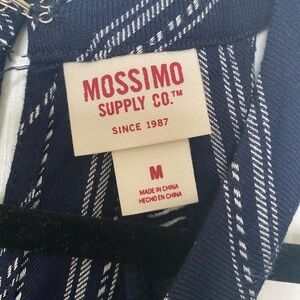 MOSSIMO
SUPPLY CO.™
SINCE 1987
M
MADE IN CHINA
HECHO EN CHINA